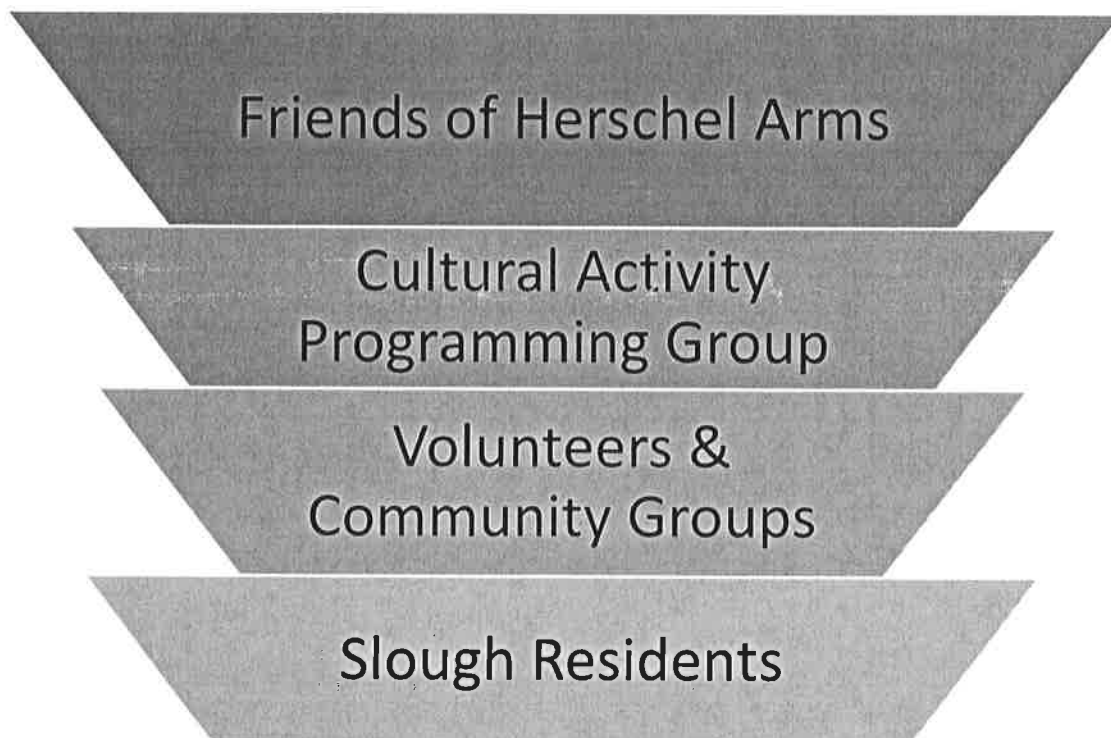 Friends of Herschel Arms
Cultural Activity
Programming Group
Volunteers &
Community Groups
Slough Residents